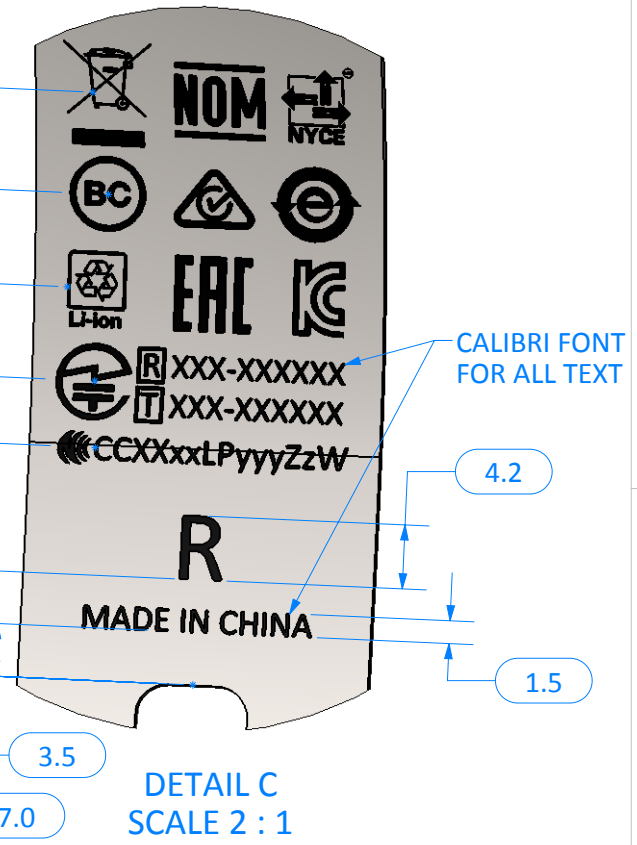 NOM
NYCE
BC
e
Li-ion
EAC
KC
R XXX-XXXXXX
T XXX-XXXXXX
CALIBRI FONT
FOR ALL TEXT
CCXXxxLPyyyZzW
4.2
R
MADE IN CHINA
1.5
3.5
7.0
DETAIL C
SCALE 2 : 1